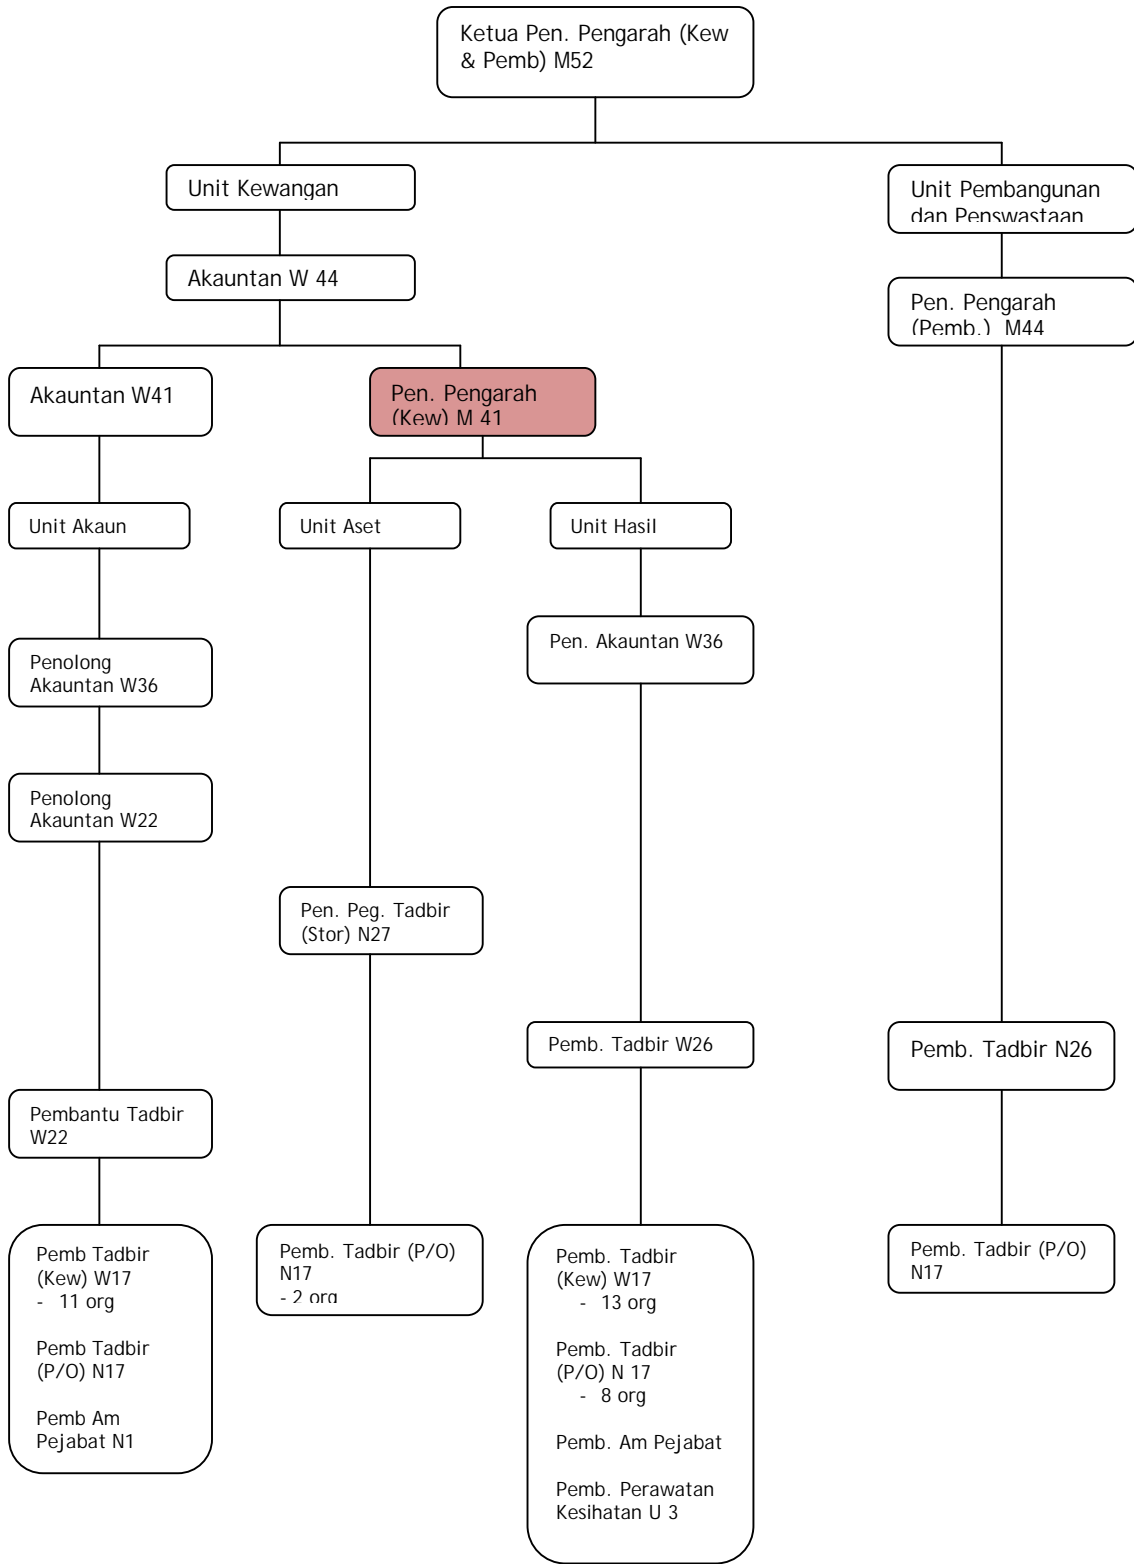 Ketua Pen. Pengarah (Kew
& Pemb) M52
Unit Kewangan
Unit Pembangunan
dan Penswastaan
Akauntan W 44
Pen. Pengarah
(Pemb.) M44
Akauntan W41
Pen. Pengarah
(Kew) M 41
Unit Akaun
Unit Aset
Unit Hasil
Penolong
Akauntan W36
Pen. Akauntan W36
Penolong
Akauntan W22
Pen. Peg. Tadbir
(Stor) N27
Pemb. Tadbir W26
Pemb. Tadbir N26
Pembantu Tadbir
W22
Pemb Tadbir
(Kew) W17
- 11 org
Pemb Tadbir
(P/O) N17
Pemb Am
Pejabat N1
Pemb. Tadbir (P/O)
N17
- 2 org
Pemb. Tadbir
(Kew) W17
- 13 org
Pemb. Tadbir
(P/O) N 17
- 8 org
Pemb. Am Pejabat
Pemb. Perawatan
Kesihatan U 3
Pemb. Tadbir (P/O)
N17